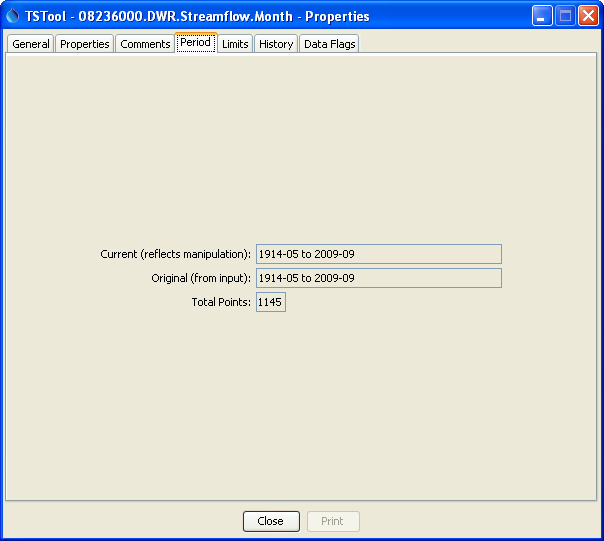 TSTool - 08236000.DWR.Streamflow.Month - Properties
General Properties Comments Period Limits History Data Flags
Current (reflects manipulation): 1914-05 to 2009-09
Original (from input): 1914-05 to 2009-09
Total Points: 1145
Close Print